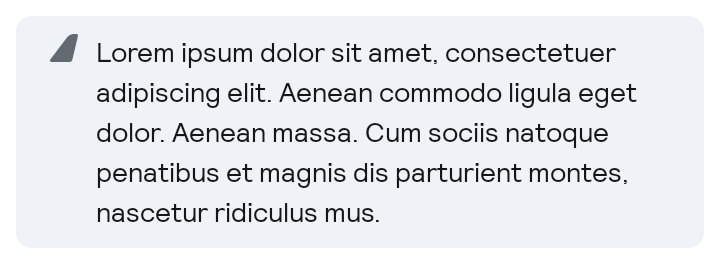 Lorem ipsum dolor sit amet, consectetuer
adipiscing elit. Aenean commodo ligula eget
dolor. Aenean massa. Cum sociis natoque
penatibus et magnis dis parturient montes,
nascetur ridiculus mus.